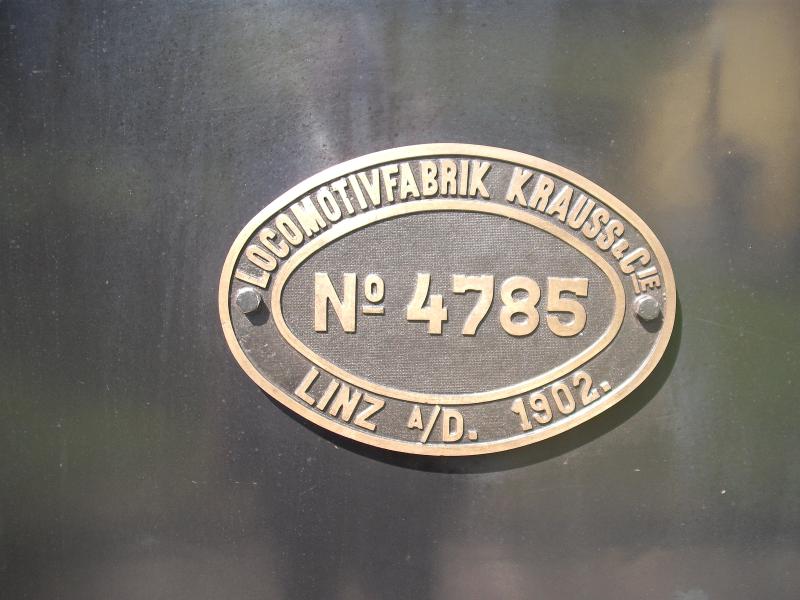 LOCOMOTIVFABRIK KRAUSS & CIE
Nº 4785
LINZ A/D. 1902.